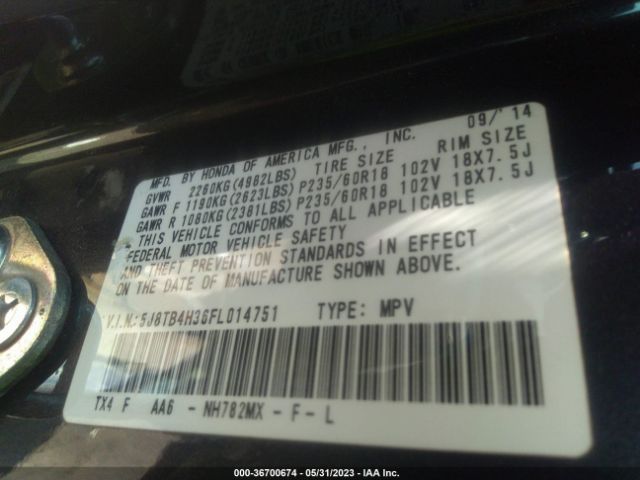 MFD. BY HONDA OF AMERICA MFG., INC. 09/'14
GVWR 2260KG(4982LBS) TIRE SIZE RIM SIZE
GAWR F 1190KG(2623LBS) P235/60R18 102V 18X7.5J
GAWR R 1080KG(2381LBS) P235/60R18 102V 18X7.5J
THIS VEHICLE CONFORMS TO ALL APPLICABLE
FEDERAL MOTOR VEHICLE SAFETY
AND THEFT PREVENTION STANDARDS IN EFFECT
ON THE DATE OF MANUFACTURE SHOWN ABOVE.
V.I.N.: 5J8TB4H36FL014751 TYPE: MPV
TX4 F AA6 - NH782MX - F - L
000-36700674 - 05/31/2023 - IAA Inc.